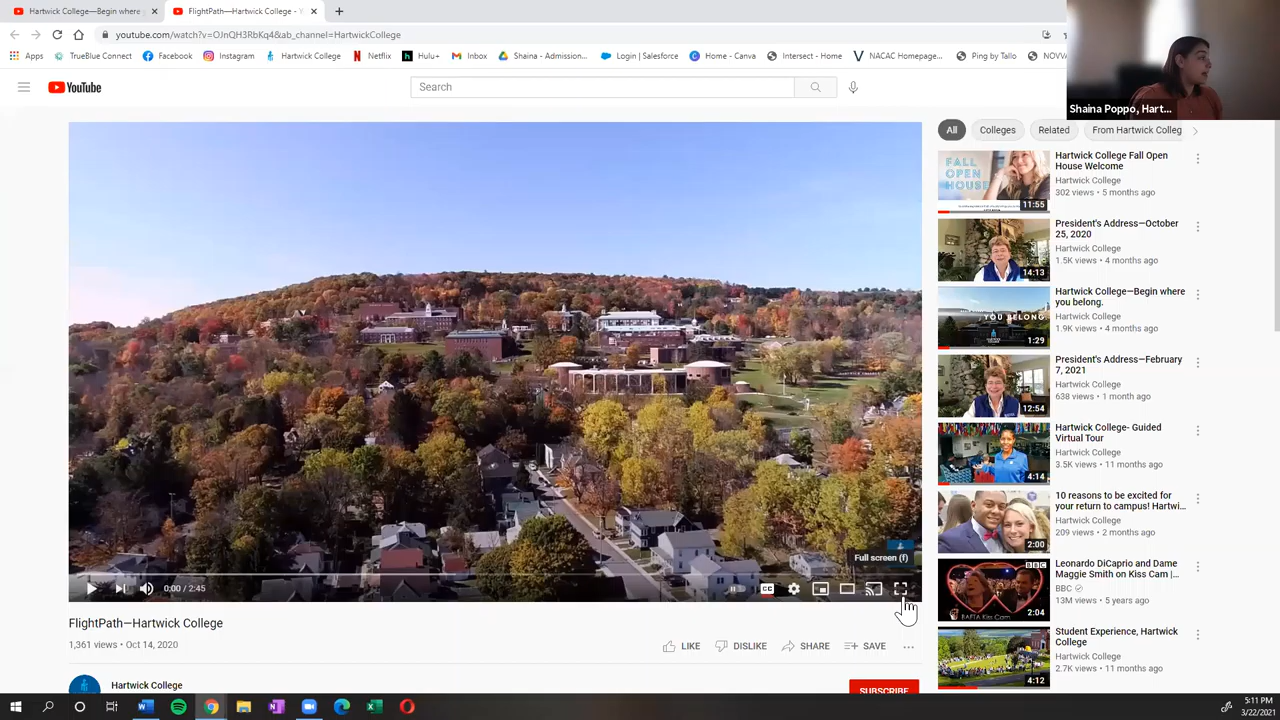 Hartwick College—Begin where y
FlightPath—Hartwick College - Y
youtube.com/watch?v=OJnQH3RbKq4&ab_channel=HartwickCollege
Apps
TrueBlue Connect
Facebook
Instagram
Hartwick College
Netflix
Hulu+
Inbox
Shaina - Admission...
Login | Salesforce
Home - Canva
Intersect - Home
NACAC Homepage...
Ping by Tallo
NOVV
Shaina Poppo, Hart...
YouTube
Search
All
Colleges
Related
From Hartwick Colleg
FALL
OPEN
HOUSE
11:55
Hartwick College Fall Open
House Welcome
Hartwick College
302 views • 5 months ago
14:13
President's Address—October
25, 2020
Hartwick College
1.5K views • 4 months ago
YOU BELONG.
1:29
Hartwick College—Begin where
you belong.
Hartwick College
1.9K views • 4 months ago
12:54
President's Address—February
7, 2021
Hartwick College
638 views • 1 month ago
4:14
Hartwick College- Guided
Virtual Tour
Hartwick College
3.5K views • 11 months ago
2:00
10 reasons to be excited for
your return to campus! Hartwi...
Hartwick College
209 views • 2 months ago
BBC
BAFTA Kiss Cam
2:04
Leonardo DiCaprio and Dame
Maggie Smith on Kiss Cam |...
BBC
13M views • 5 years ago
4:12
Student Experience, Hartwick
College
Hartwick College
2.7K views • 11 months ago
Full screen (f)
0:00 / 2:45
CC
FlightPath—Hartwick College
1,361 views • Oct 14, 2020
LIKE
DISLIKE
SHARE
SAVE
Hartwick College
SUBSCRIBE
5:11 PM
3/22/2021